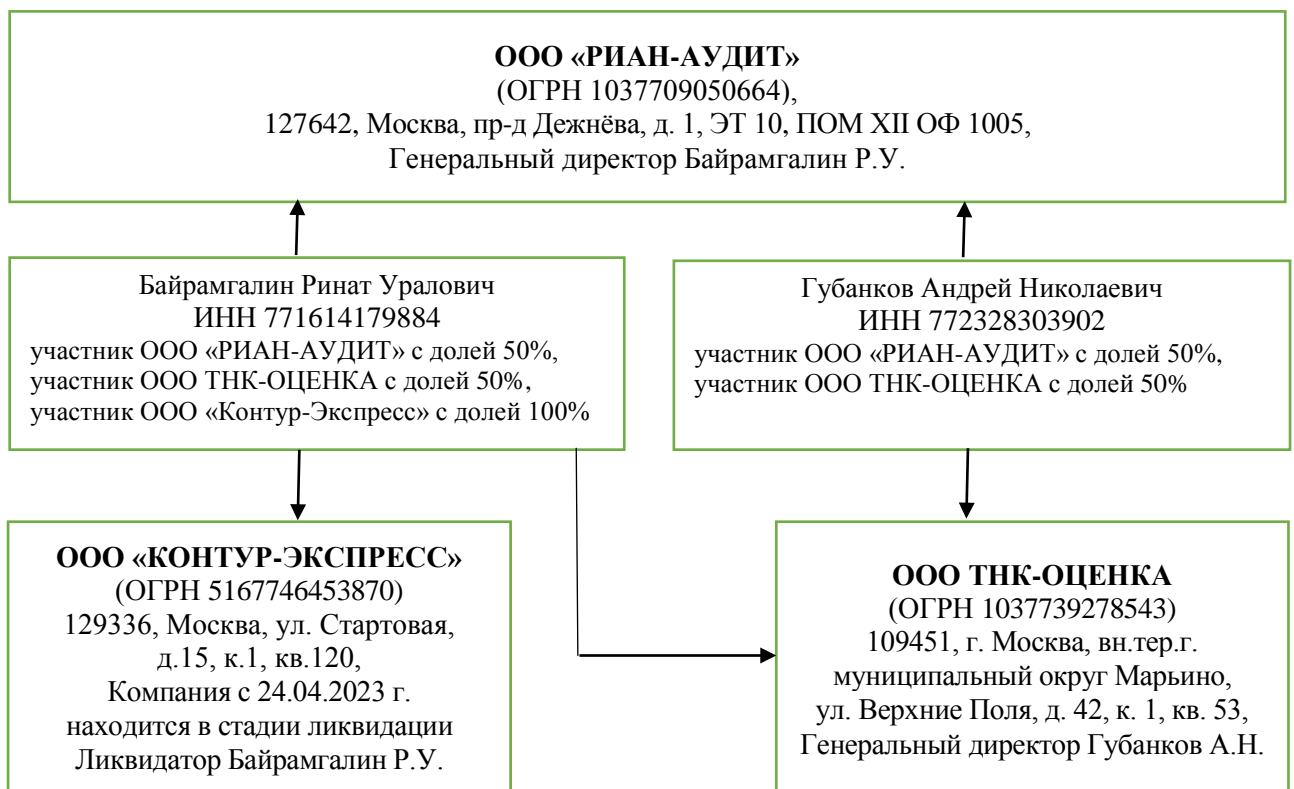 ООО «РИАН-АУДИТ»
(ОГРН 1037709050664),
127642, Москва, пр-д Дежнёва, д. 1, ЭТ 10, ПОМ XII ОФ 1005,
Генеральный директор Байрамгалин Р.У.
Байрамгалин Ринат Уралович
ИНН 771614179884
участник ООО «РИАН-АУДИТ» с долей 50%,
участник ООО ТНК-ОЦЕНКА с долей 50%,
участник ООО «Контур-Экспресс» с долей 100%
Губанков Андрей Николаевич
ИНН 772328303902
участник ООО «РИАН-АУДИТ» с долей 50%,
участник ООО ТНК-ОЦЕНКА с долей 50%
ООО «КОНТУР-ЭКСПРЕСС»
(ОГРН 5167746453870)
129336, Москва, ул. Стартовая,
д.15, к.1, кв.120,
Компания с 24.04.2023 г.
находится в стадии ликвидации
Ликвидатор Байрамгалин Р.У.
ООО ТНК-ОЦЕНКА
(ОГРН 1037739278543)
109451, г. Москва, вн.тер.г.
муниципальный округ Марьино,
ул. Верхние Поля, д. 42, к. 1, кв. 53,
Генеральный директор Губанков А.Н.